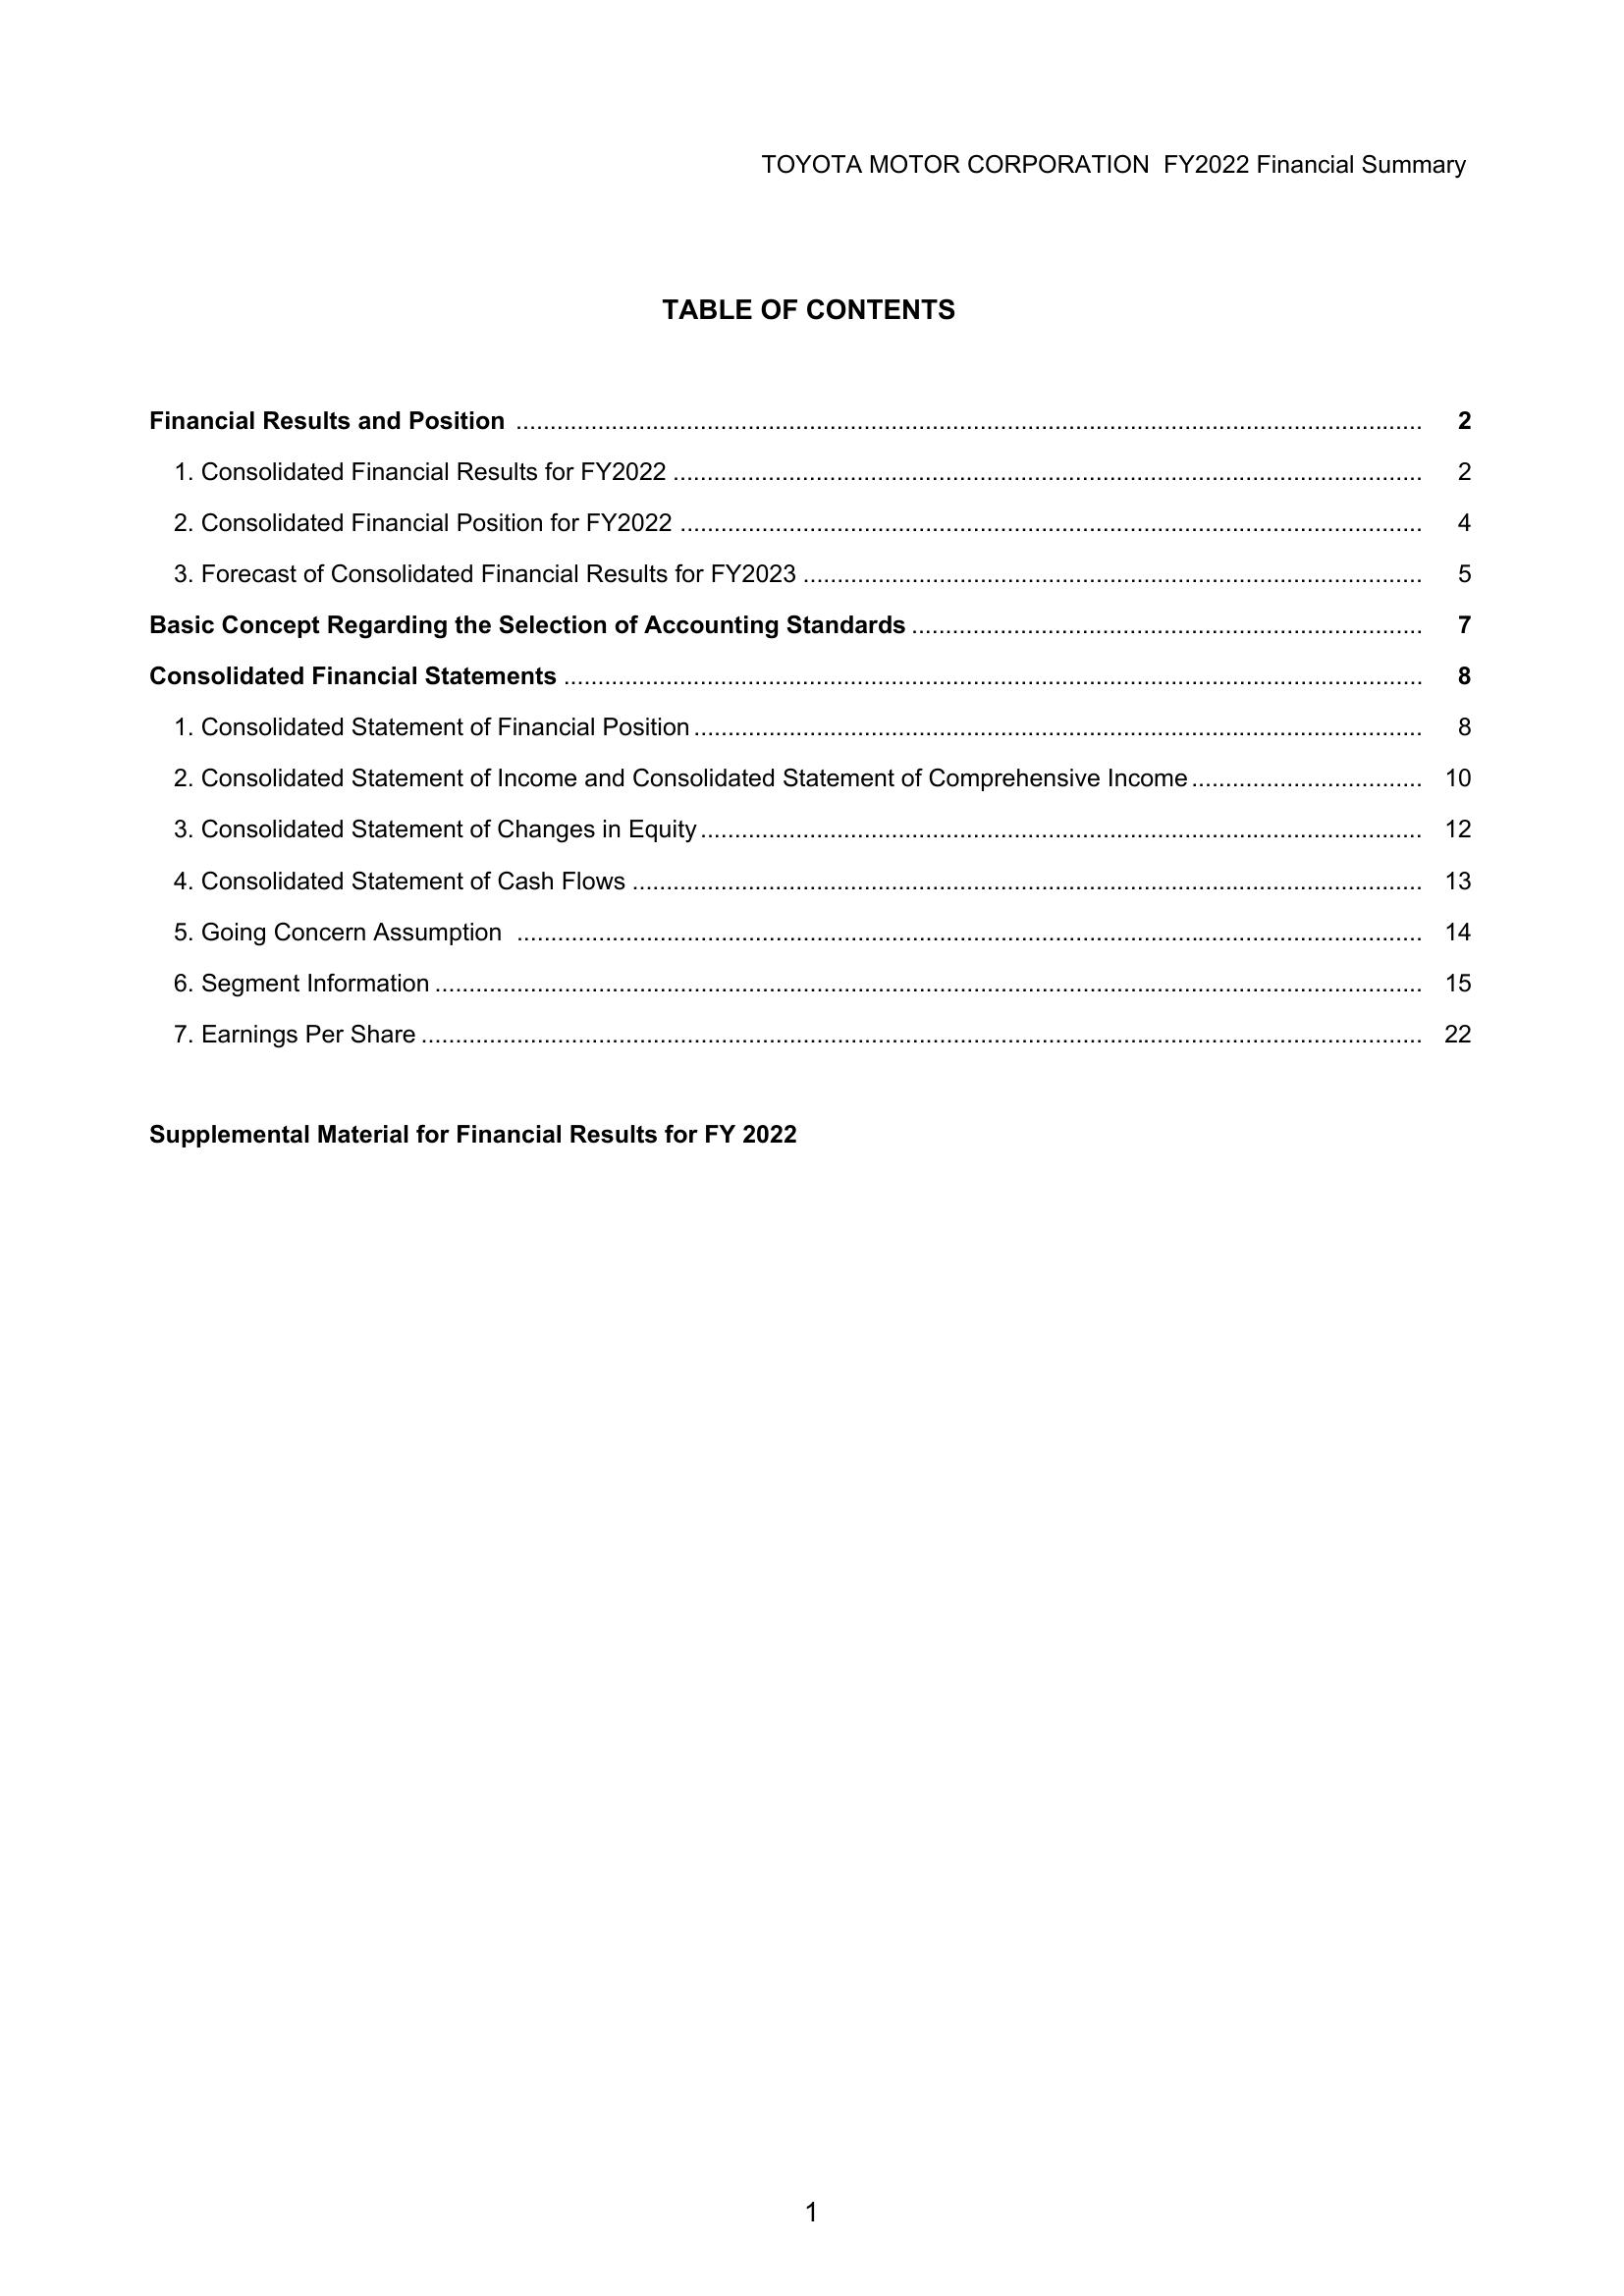 TOYOTA MOTOR CORPORATION  FY2022 Financial Summary
TABLE OF CONTENTS
Financial Results and Position ........................................ 2
1. Consolidated Financial Results for FY2022 ........................................ 2
2. Consolidated Financial Position for FY2022 ........................................ 4
3. Forecast of Consolidated Financial Results for FY2023 ........................................ 5
Basic Concept Regarding the Selection of Accounting Standards ........................................ 7
Consolidated Financial Statements ........................................ 8
1. Consolidated Statement of Financial Position ........................................ 8
2. Consolidated Statement of Income and Consolidated Statement of Comprehensive Income ........................................ 10
3. Consolidated Statement of Changes in Equity ........................................ 12
4. Consolidated Statement of Cash Flows ........................................ 13
5. Going Concern Assumption ........................................ 14
6. Segment Information ........................................ 15
7. Earnings Per Share ........................................ 22
Supplemental Material for Financial Results for FY 2022
1